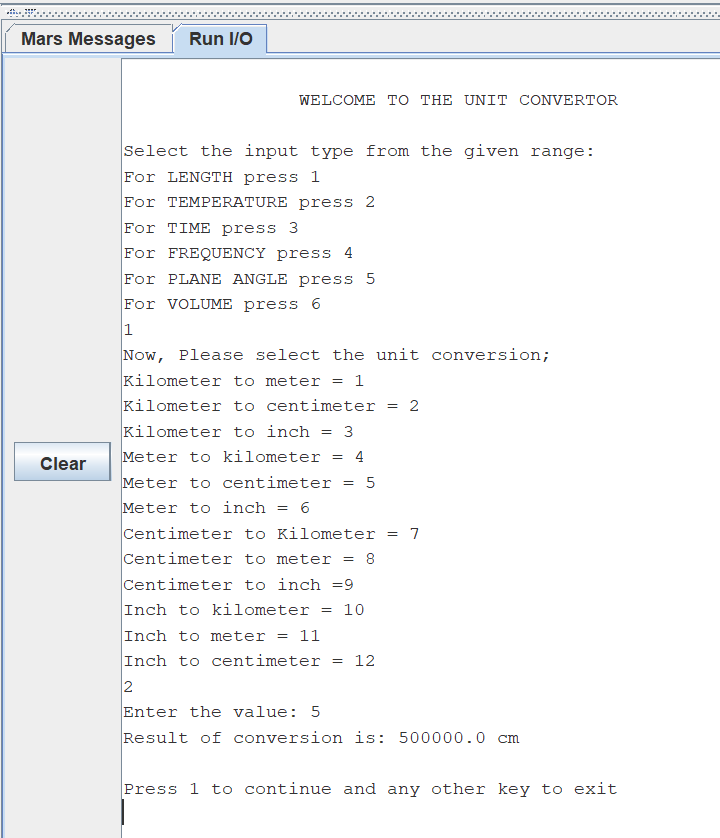 Mars Messages Run I/O
WELCOME TO THE UNIT CONVERTOR
Select the input type from the given range:
For LENGTH press 1
For TEMPERATURE press 2
For TIME press 3
For FREQUENCY press 4
For PLANE ANGLE press 5
For VOLUME press 6
1
Now, Please select the unit conversion;
Kilometer to meter = 1
Kilometer to centimeter = 2
Kilometer to inch = 3
Meter to kilometer = 4
Meter to centimeter = 5
Meter to inch = 6
Centimeter to Kilometer = 7
Centimeter to meter = 8
Centimeter to inch =9
Inch to kilometer = 10
Inch to meter = 11
Inch to centimeter = 12
2
Enter the value: 5
Result of conversion is: 500000.0 cm
Press 1 to continue and any other key to exit
Clear